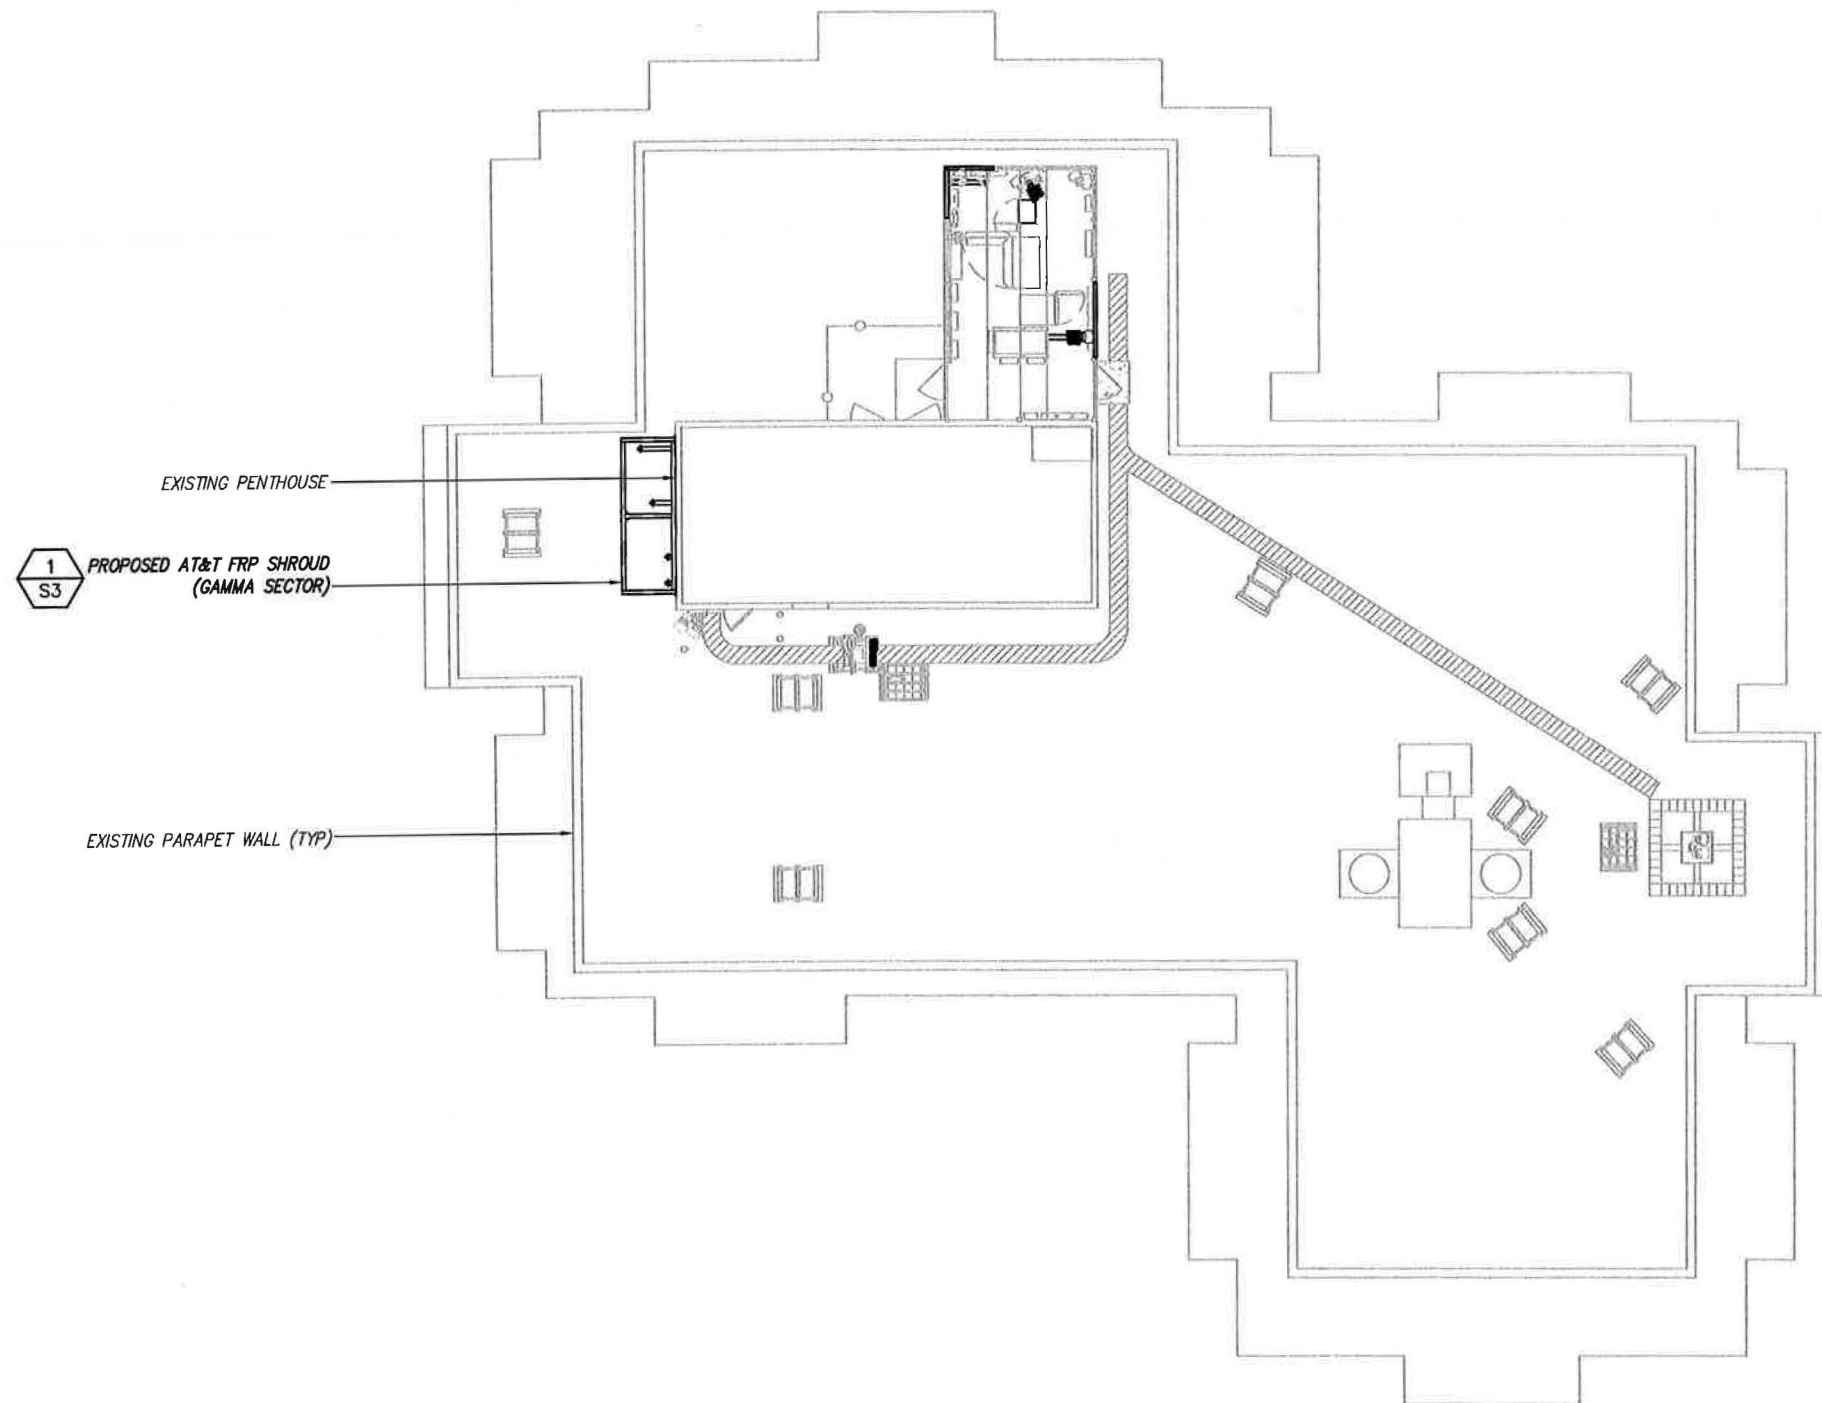 EXISTING PENTHOUSE
1
S3
PROPOSED AT&T FRP SHROUD
(GAMMA SECTOR)
EXISTING PARAPET WALL (TYP)